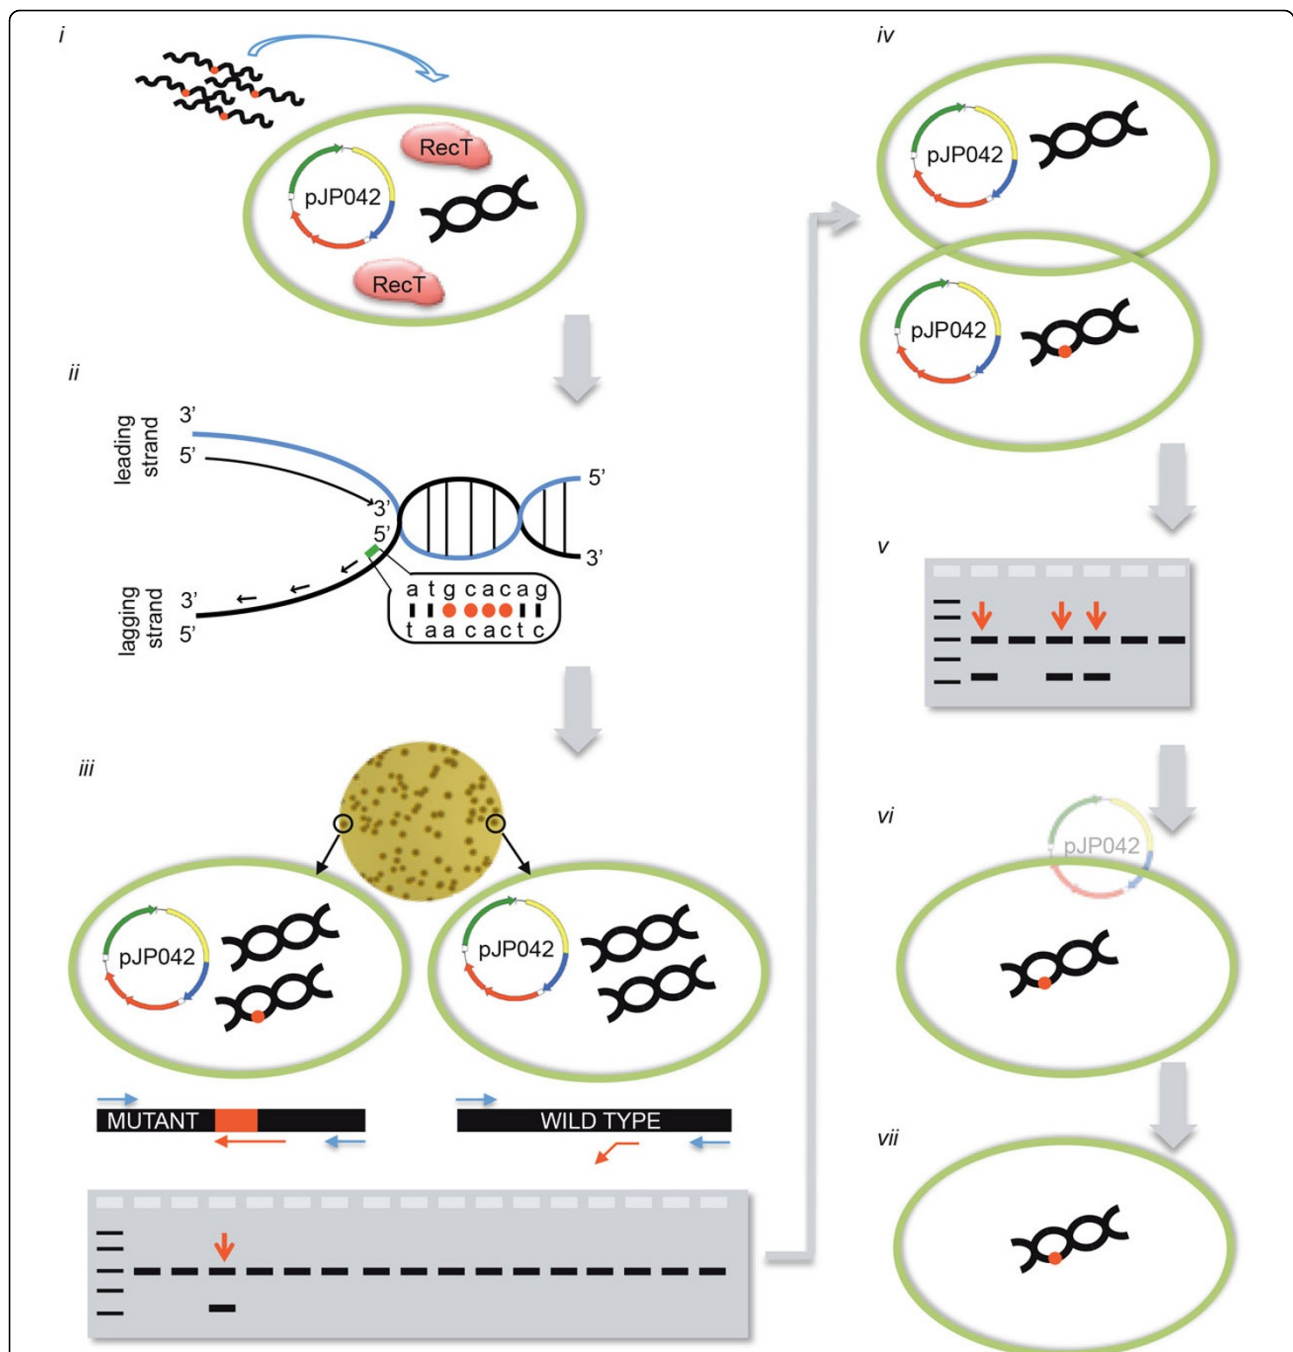 i
RecT
pJP042
RecT
ii
leading
strand
3’
5’
3’
5’
5’
3’
lagging
strand
3’
5’
a t g c a c a g
t a a c a c t c
iii
pJP042
pJP042
MUTANT
WILD TYPE
iv
pJP042
pJP042
v
vi
pJP042
vii